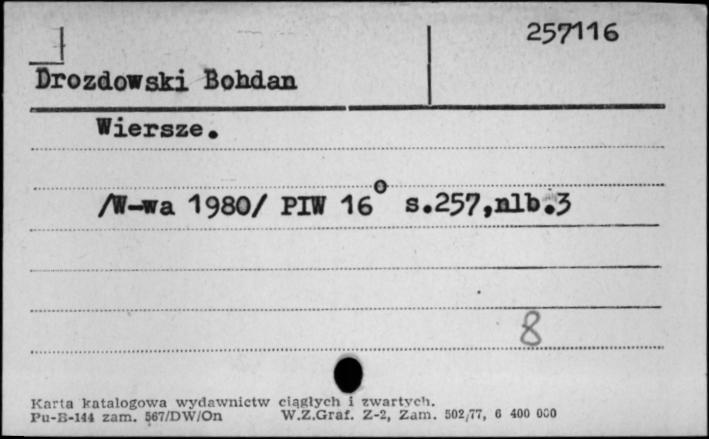 257116
Drozdowski Bohdan
Wiersze.
/W-wa 1980/ PIW 16° s.257,nlb.3
8
Karta katalogowa wydawnictw ciągłych i zwartych.
Pu-B-144 zam. 567/DW/On W.Z.Graf. Z-2, Zam. 502/77, 6 400 000